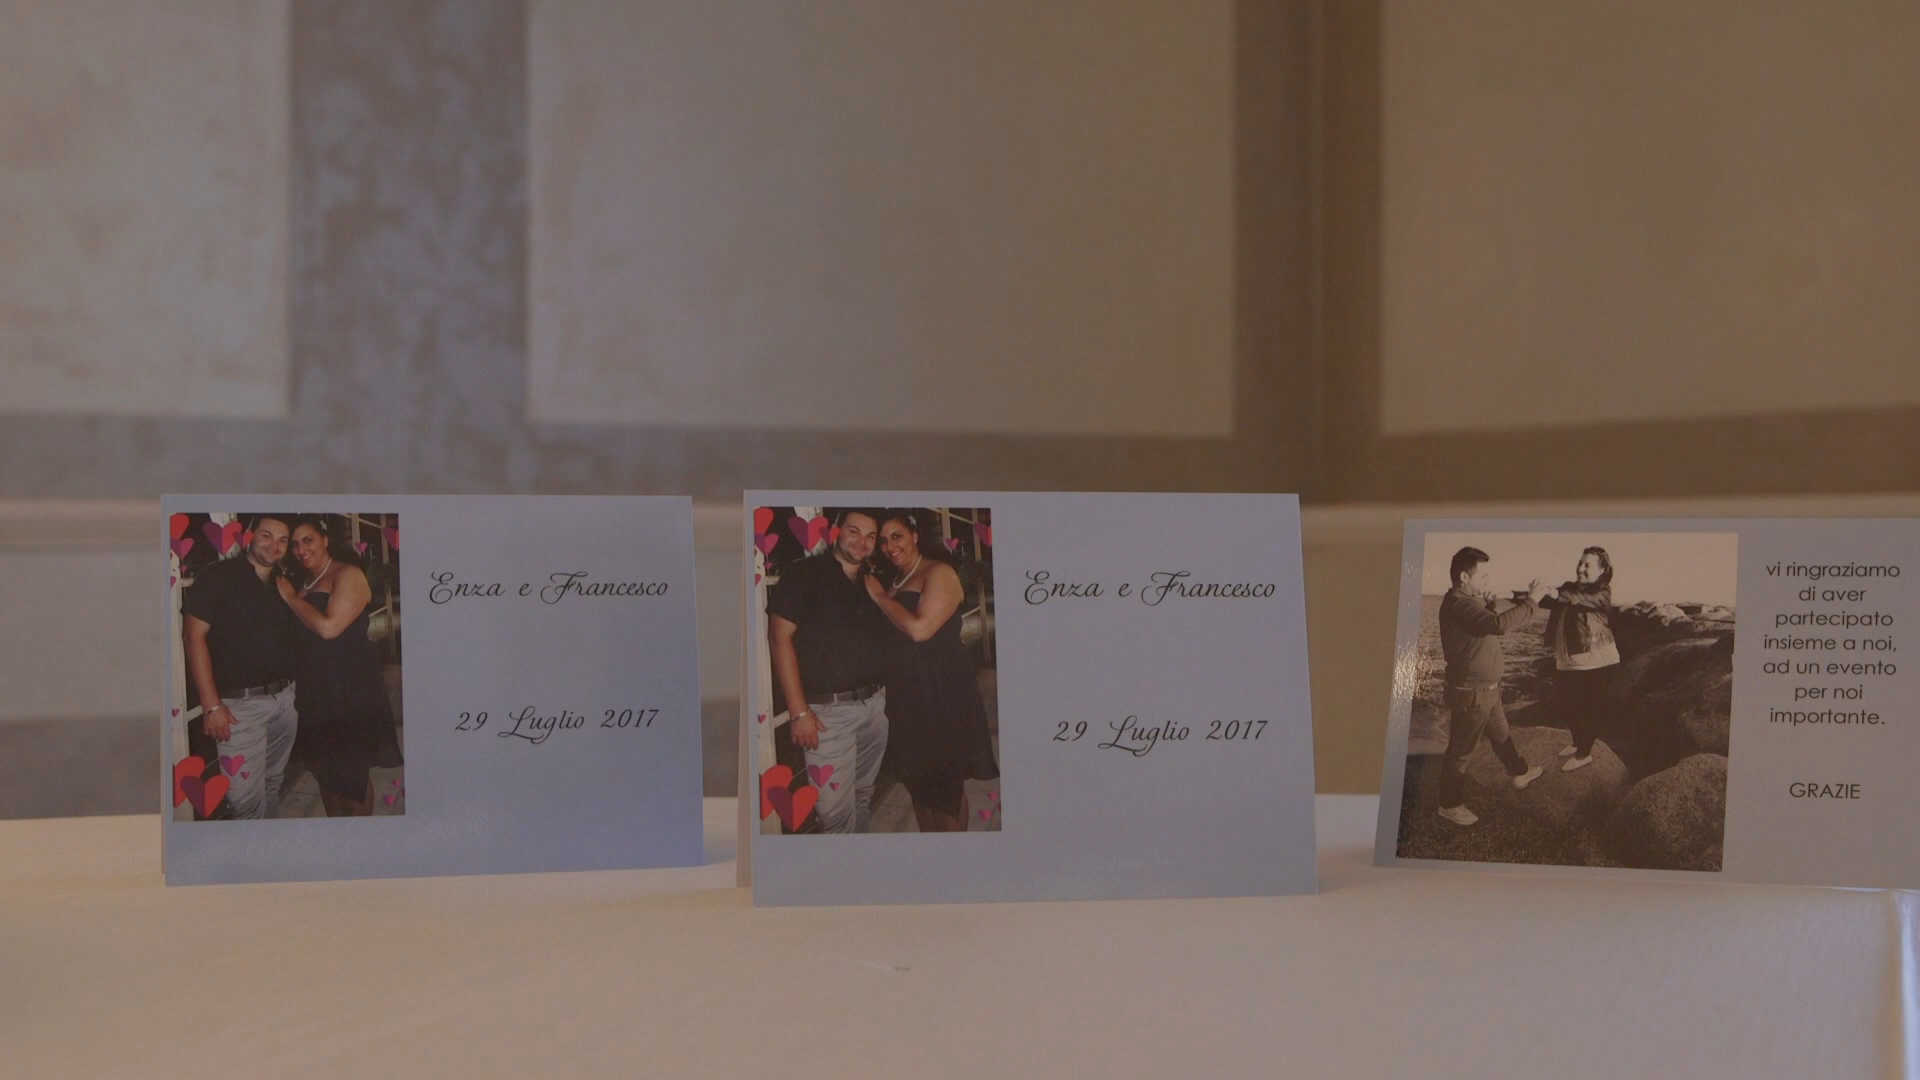 Enza e Francesco
29 Luglio 2017
Enza e Francesco
29 Luglio 2017
vi ringraziamo
di aver
partecipato
insieme a noi,
ad un evento
per noi
importante.
GRAZIE